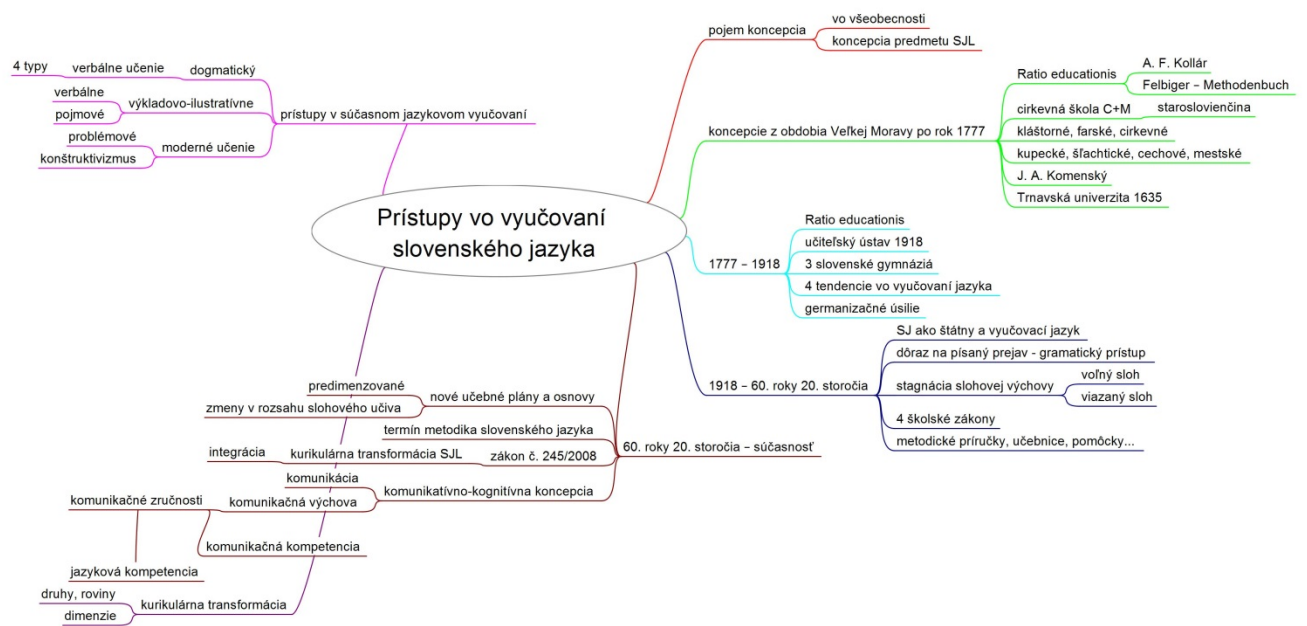 Prístupy vo vyučovaní
slovenského jazyka
pojem koncepcia
vo všeobecnosti
koncepcia predmetu SJL
koncepcie z obdobia Veľkej Moravy po rok 1777
Ratio educationis
A. F. Kollár
Felbiger – Methodenbuch
cirkevná škola C+M
staroslovienčina
kláštorné, farské, cirkevné
kupecké, šľachtické, cechové, mestské
J. A. Komenský
Trnavská univerzita 1635
1777 – 1918
Ratio educationis
učiteľský ústav 1918
3 slovenské gymnáziá
4 tendencie vo vyučovaní jazyka
germanizačné úsilie
1918 – 60. roky 20. storočia
SJ ako štátny a vyučovací jazyk
dôraz na písaný prejav - gramatický prístup
stagnácia slohovej výchovy
voľný sloh
viazaný sloh
4 školské zákony
metodické príručky, učebnice, pomôcky...
60. roky 20. storočia – súčasnosť
nové učebné plány a osnovy
predimenzované
zmeny v rozsahu slohového učiva
termín metodika slovenského jazyka
zákon č. 245/2008
kurikulárna transformácia SJL
integrácia
komunikatívno-kognitívna koncepcia
komunikácia
komunikačná výchova
komunikačné zručnosti
komunikačná kompetencia
jazyková kompetencia
kurikulárna transformácia
druhy, roviny
dimenzie
prístupy v súčasnom jazykovom vyučovaní
dogmatický
verbálne učenie
4 typy
výkladovo-ilustratívne
verbálne
pojmové
moderné učenie
problémové
konštruktivizmus